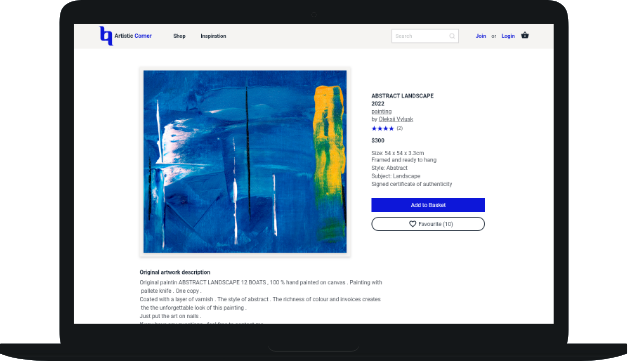 Artistic Corner
Shop
Inspiration
Search
Join or Login
ABSTRACT LANDSCAPE
2022
painting
by Oleksii Vylusk
(2)
$300
Size: 54 x 54 x 3.3cm
Framed and ready to hang
Style: Abstract
Subject: Landscape
Signed certificate of authenticity
Add to Basket
Favourite (10)
Original artwork description
Original paintin ABSTRACT LANDSCAPE 12 BOATS , 100 % hand painted on canvas . Painting with
pallete knife . One copy .
Coated with a layer of varnish . The style of abstract . The richness of colour and invoices creates
the the unforgettable look of this painting .
Just put the art on nails .